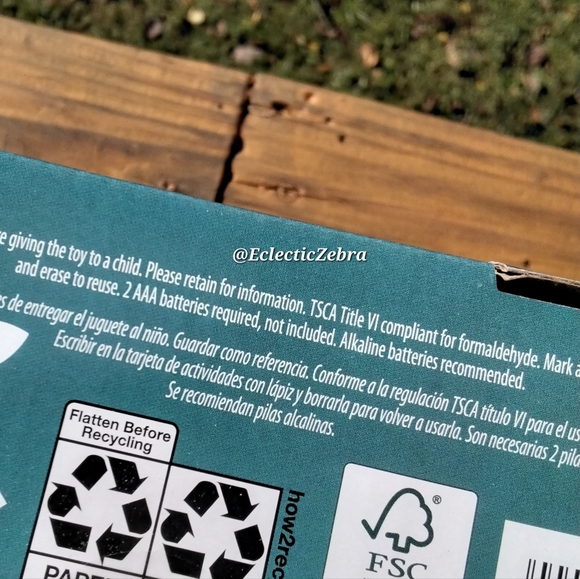 @EclecticZebra
re giving the toy to a child. Please retain for information. TSCA Title VI compliant for formaldehyde. Mark a
and erase to reuse. 2 AAA batteries required, not included. Alkaline batteries recommended.
s de entregar el juguete al niño. Guardar como referencia. Conforme a la regulación TSCA título VI para el us
Escribir en la tarjeta de actividades con lápiz y borrarla para volver a usarla. Son necesarias 2 pila
Se recomiendan pilas alcalinas.
Flatten Before
Recycling
how2rec
®
FSC